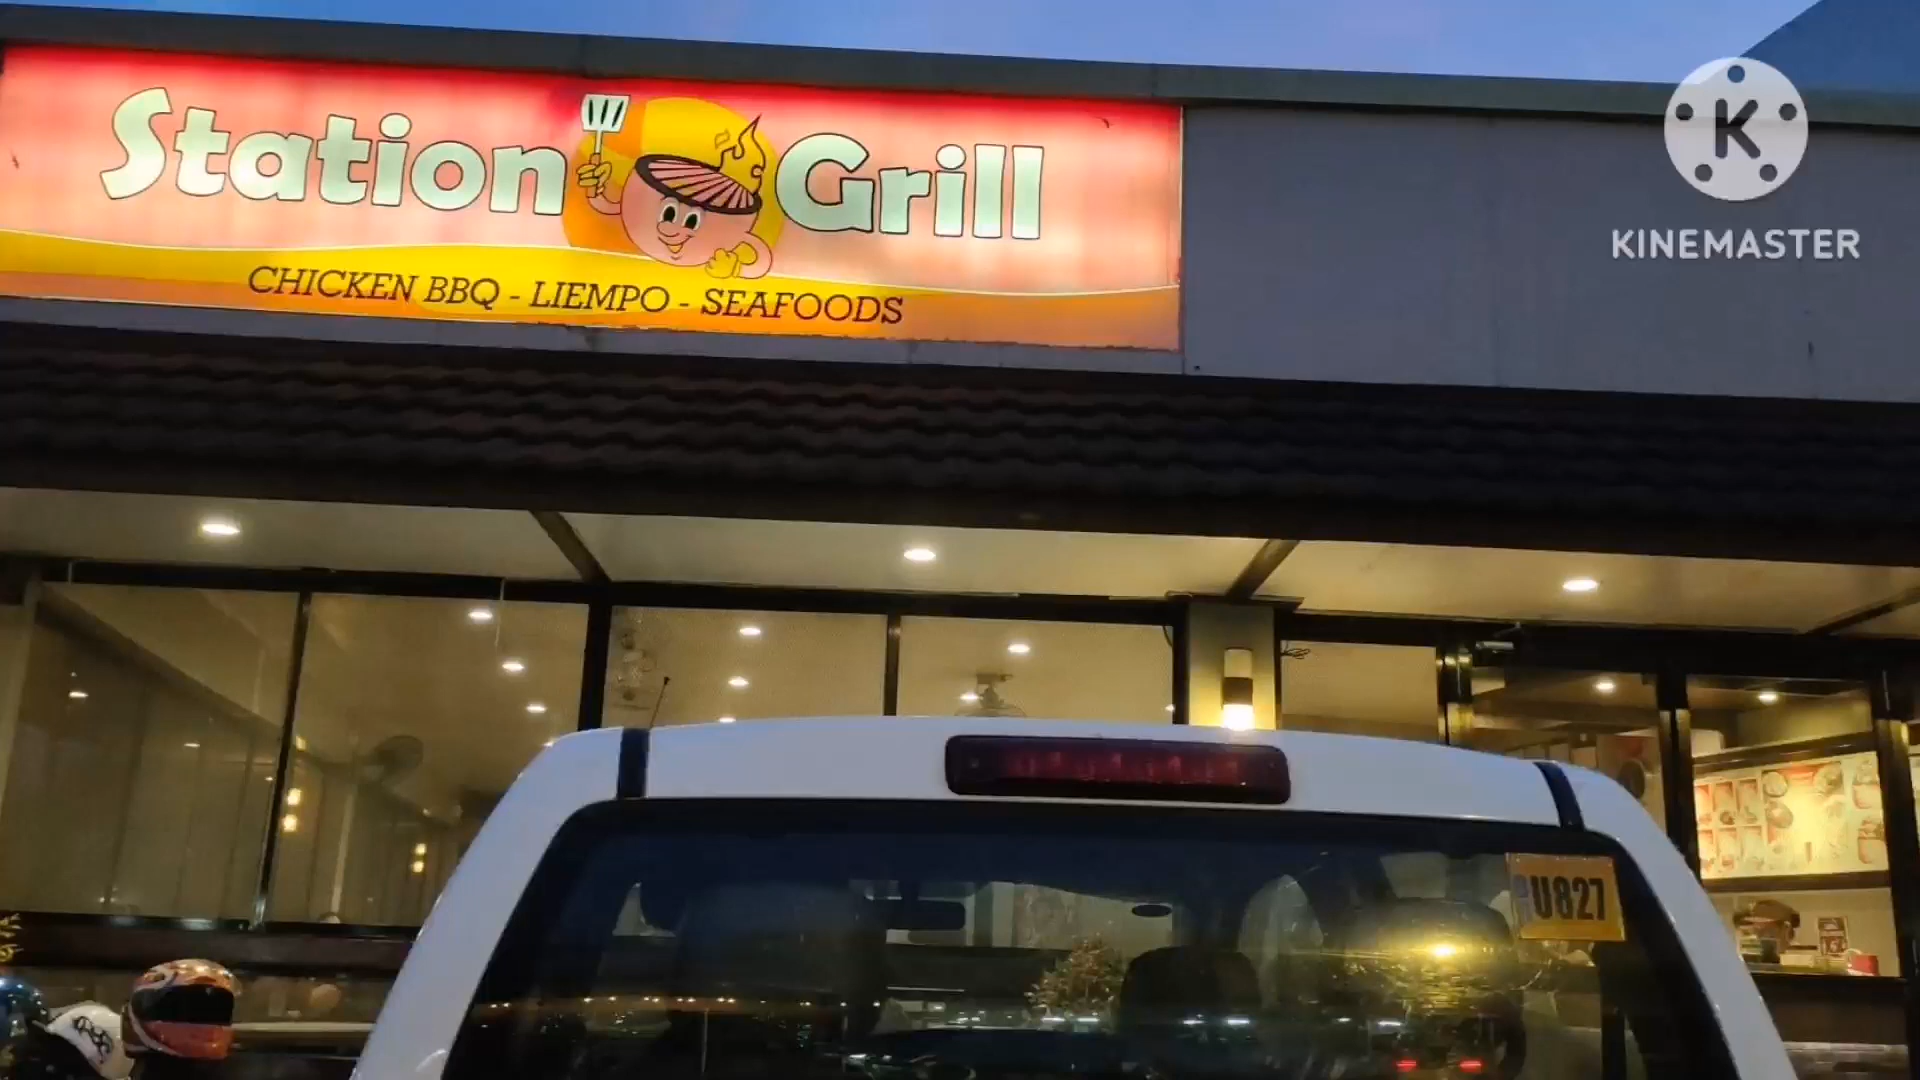 Station Grill
CHICKEN BBQ - LIEMPO - SEAFOODS
K
KINEMASTER
U827